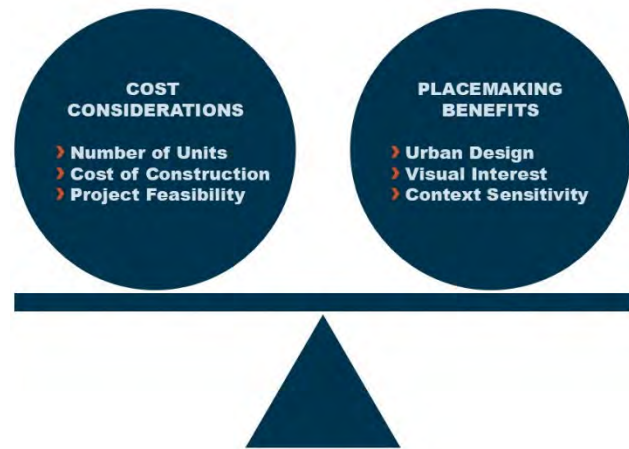 COST
CONSIDERATIONS
› Number of Units
› Cost of Construction
› Project Feasibility
PLACEMAKING
BENEFITS
› Urban Design
› Visual Interest
› Context Sensitivity